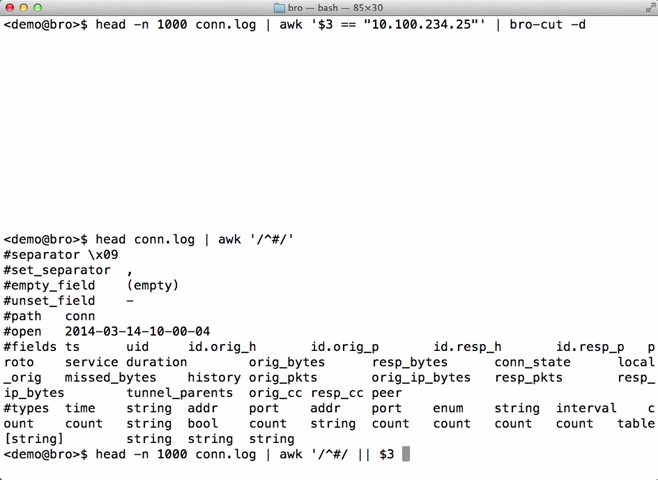 bro — bash — 85×30
<demo@bro>$ head -n 1000 conn.log | awk '$3 == "10.100.234.25"' | bro-cut -d
<demo@bro>$ head conn.log | awk '/^#/'
#separator \x09
#set_separator  ,
#empty_field    (empty)
#unset_field    -
#path   conn
#open   2014-03-14-10-00-04
#fields ts      uid     id.orig_h       id.orig_p       id.resp_h       id.resp_p p
roto    service duration        orig_bytes      resp_bytes      conn_state      local
_orig   missed_bytes    history orig_pkts       orig_ip_bytes   resp_pkts       resp_
ip_bytes        tunnel_parents  orig_cc resp_cc peer
#types  time    string  addr    port    addr    port    enum    string  interval  c
ount    count   string  bool    count   string  count   count   count   count   table
[string]        string  string  string
<demo@bro>$ head -n 1000 conn.log | awk '/^#/ || $3